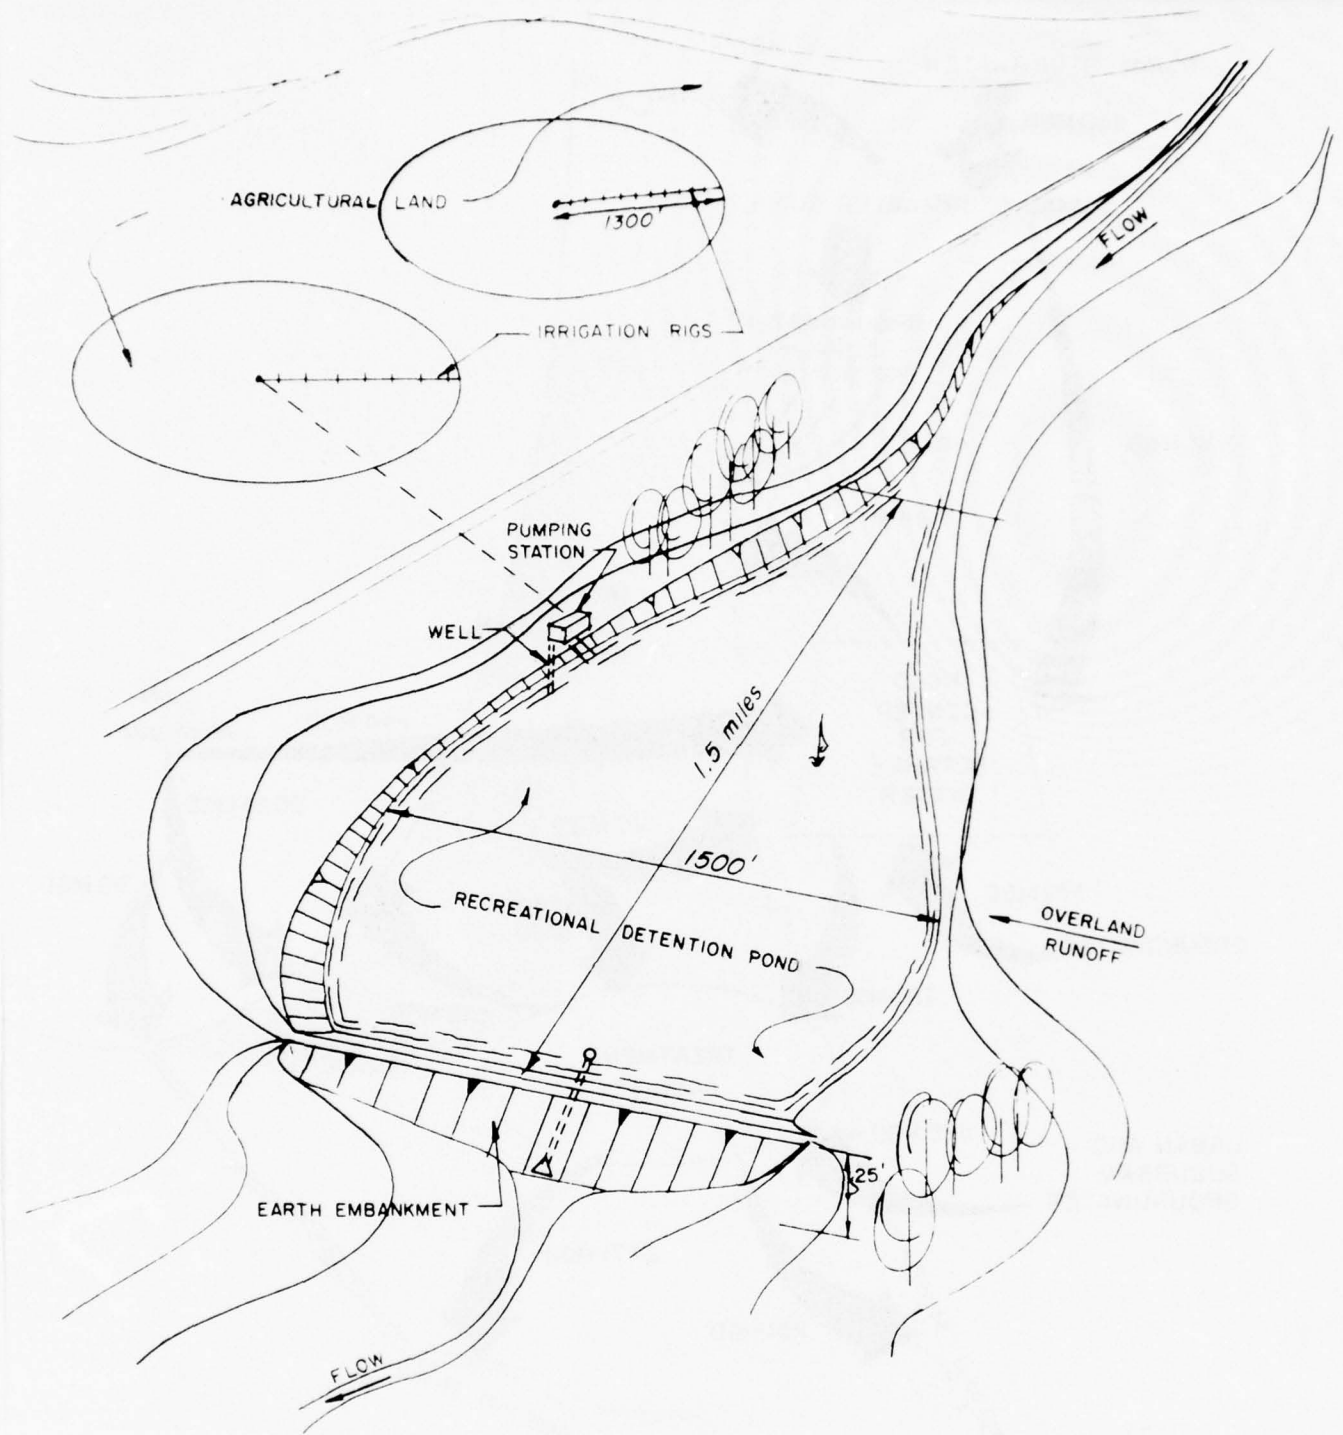 AGRICULTURAL LAND
1300'
FLOW
IRRIGATION RIGS
PUMPING
STATION
WELL
1.5 miles
1500'
RECREATIONAL DETENTION POND
OVERLAND
RUNOFF
25'
EARTH EMBANKMENT
FLOW